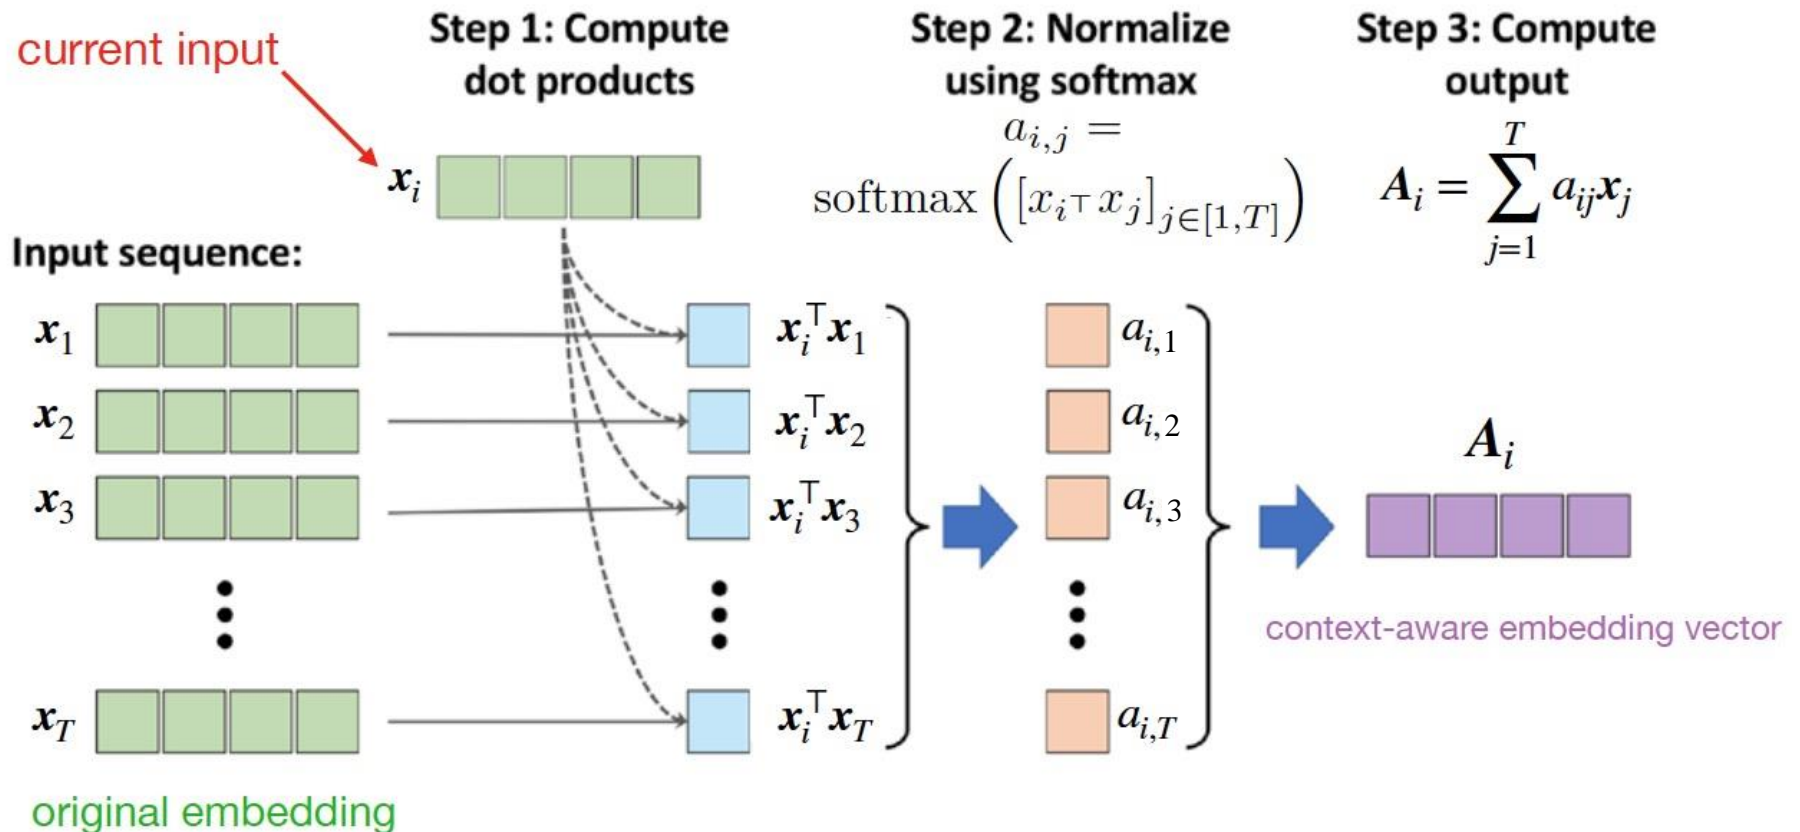 current input
Step 1: Compute
dot products
Step 2: Normalize
using softmax
Step 3: Compute
output
a_{i,j} =
softmax ([x_{i^⊤} x_j]_{j∈[1,T]})
A_i = \sum_{j=1}^{T} a_{ij} x_j
x_i
Input sequence:
x_1
x_i^⊤ x_1
a_{i,1}
x_2
x_i^⊤ x_2
a_{i,2}
A_i
x_3
x_i^⊤ x_3
a_{i,3}
context-aware embedding vector
x_T
x_i^⊤ x_T
a_{i,T}
original embedding